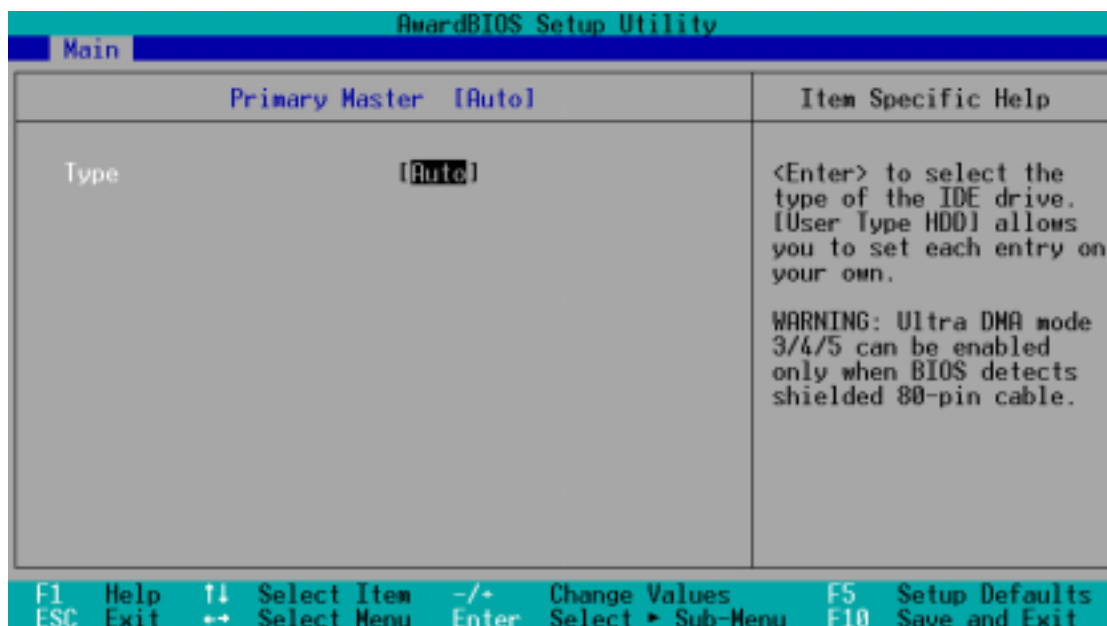 AwardBIOS Setup Utility
Main
Primary Master [Auto]
Item Specific Help
Type [Auto]
<Enter> to select the
type of the IDE drive.
[User Type HDD] allows
you to set each entry on
your own.
WARNING: Ultra DMA mode
3/4/5 can be enabled
only when BIOS detects
shielded 80-pin cable.
F1 Help ↑↓ Select Item -/+ Change Values F5 Setup Defaults
ESC Exit ←→ Select Menu Enter Select ► Sub-Menu F10 Save and Exit